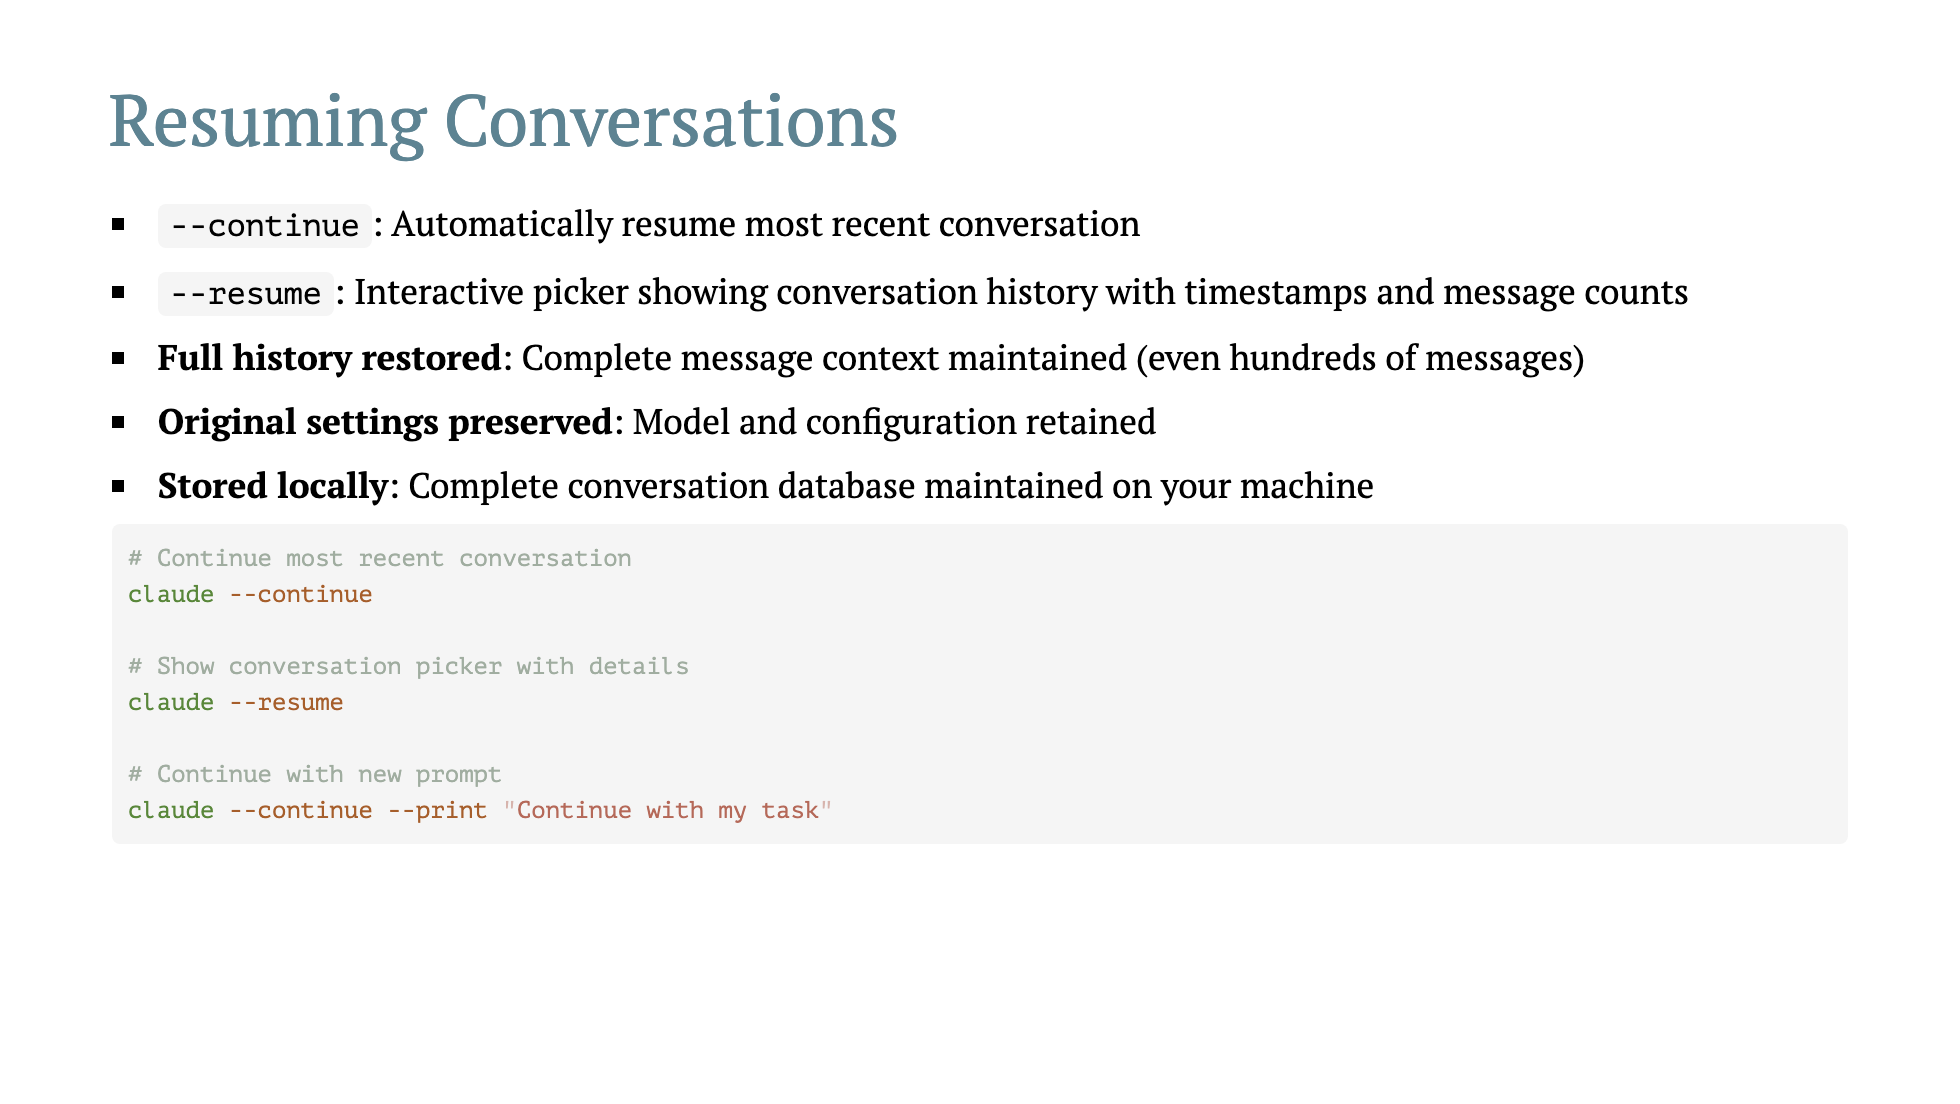 Resuming Conversations
▪ --continue : Automatically resume most recent conversation
▪ --resume : Interactive picker showing conversation history with timestamps and message counts
▪ Full history restored: Complete message context maintained (even hundreds of messages)
▪ Original settings preserved: Model and configuration retained
▪ Stored locally: Complete conversation database maintained on your machine
# Continue most recent conversation
claude --continue
# Show conversation picker with details
claude --resume
# Continue with new prompt
claude --continue --print "Continue with my task"